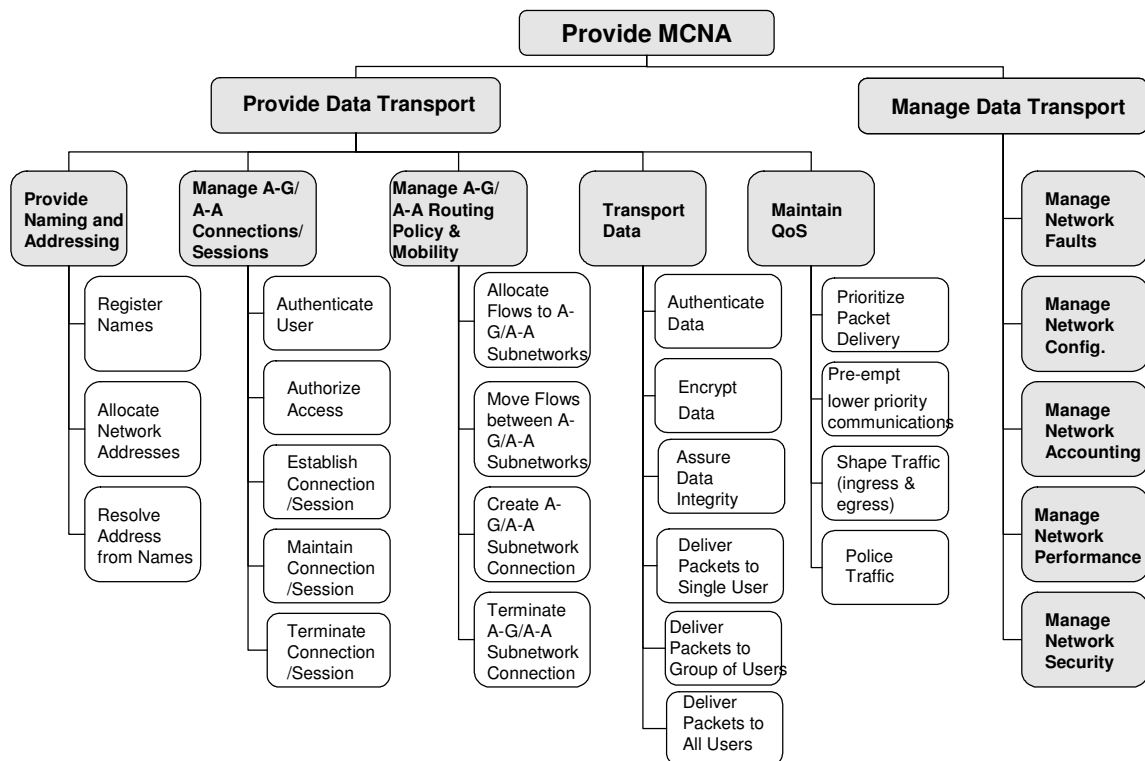 Provide MCNA
Provide Data Transport
Manage Data Transport
Provide
Naming and
Addressing
Register
Names
Allocate
Network
Addresses
Resolve
Address
from Names
Manage A-G/
A-A
Connections/
Sessions
Authenticate
User
Authorize
Access
Establish
Connection
/Session
Maintain
Connection
/Session
Terminate
Connection
/Session
Manage A-G/
A-A Routing
Policy &
Mobility
Allocate
Flows to A-
G/A-A
Subnetworks
Move Flows
between A-
G/A-A
Subnetworks
Create A-
G/A-A
Subnetwork
Connection
Terminate
A-G/A-A
Subnetwork
Connection
Transport
Data
Authenticate
Data
Encrypt
Data
Assure
Data
Integrity
Deliver
Packets to
Single User
Deliver
Packets to
Group of Users
Deliver
Packets to
All Users
Maintain
QoS
Prioritize
Packet
Delivery
Pre-empt
lower priority
communications
Shape Traffic
(ingress &
egress)
Police
Traffic
Manage
Network
Faults
Manage
Network
Config.
Manage
Network
Accounting
Manage
Network
Performance
Manage
Network
Security